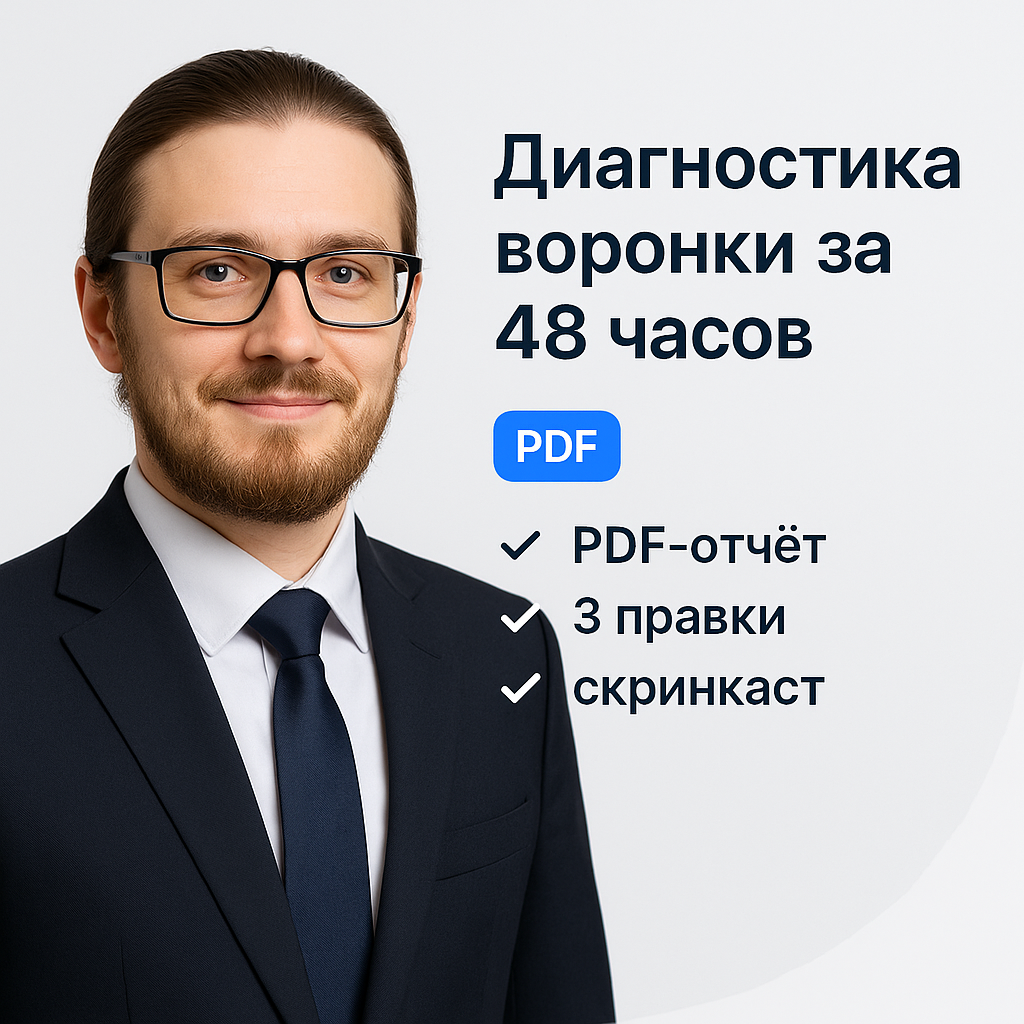 Диагностика
воронки за
48 часов
PDF
PDF-отчёт
3 правки
скринкаст